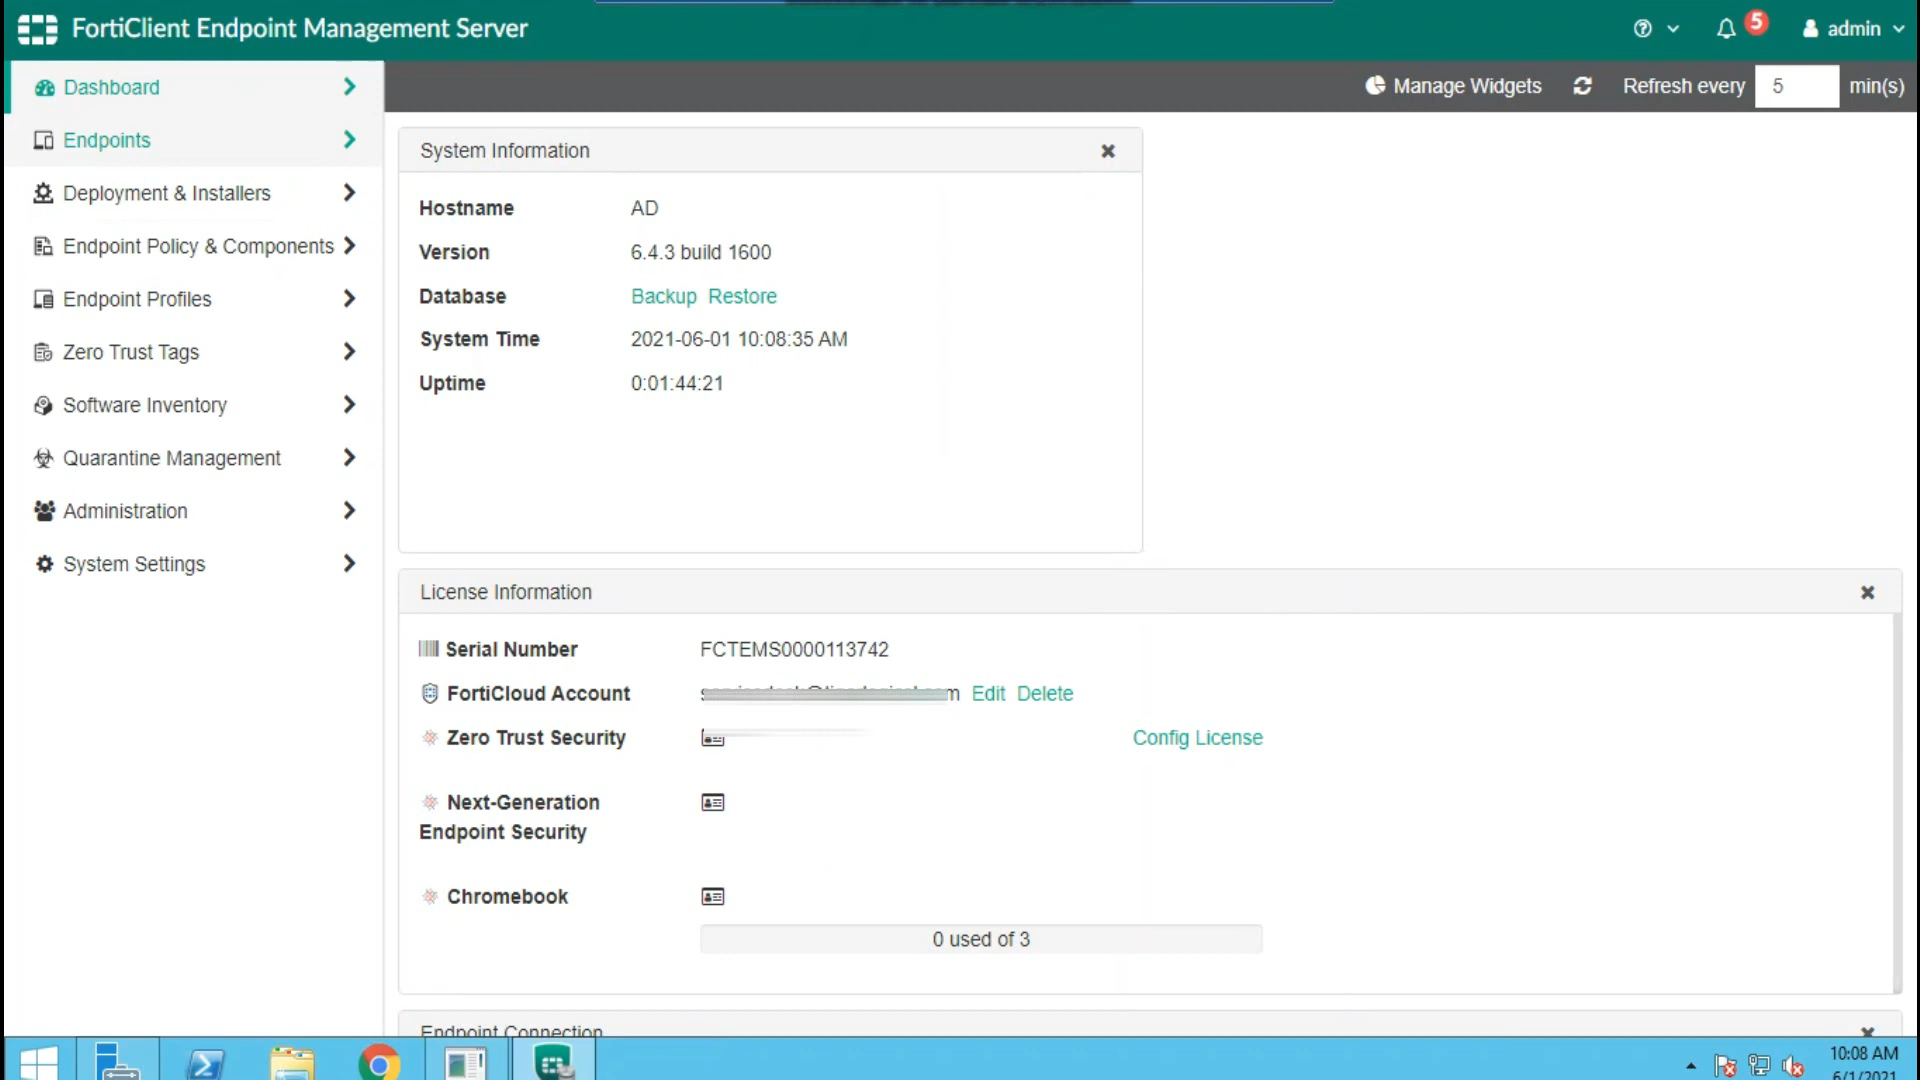 FortiClient Endpoint Management Server
5
admin
Dashboard
Manage Widgets
Refresh every
5
min(s)
Endpoints
Deployment & Installers
Endpoint Policy & Components
Endpoint Profiles
Zero Trust Tags
Software Inventory
Quarantine Management
Administration
System Settings
System Information
Hostname AD
Version 6.4.3 build 1600
Database Backup Restore
System Time 2021-06-01 10:08:35 AM
Uptime 0:01:44:21
License Information
Serial Number FCTEMS0000113742
FortiCloud Account Edit Delete
Zero Trust Security Config License
Next-Generation
Endpoint Security
Chromebook
0 used of 3
Endpoint Connection
10:08 AM
6/1/2021